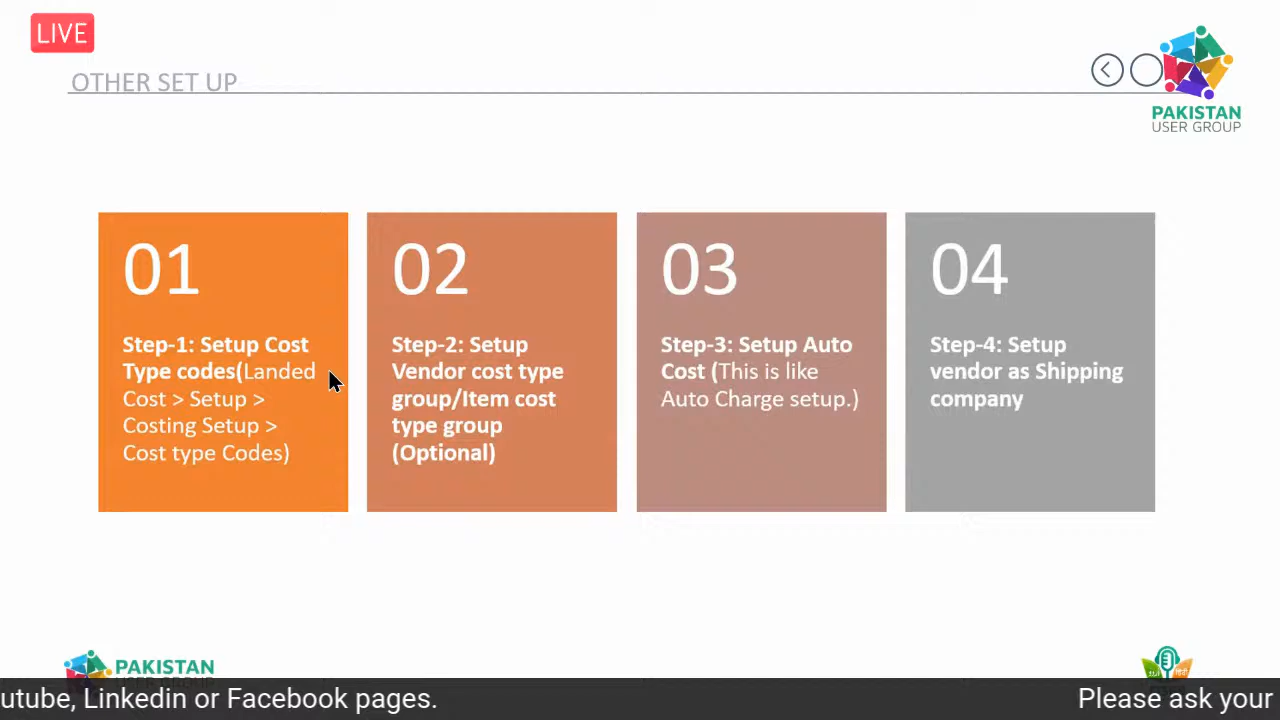 LIVE
OTHER SET UP
PAKISTAN
USER GROUP
01
Step-1: Setup Cost
Type codes(Landed
Cost > Setup >
Costing Setup >
Cost type Codes)
02
Step-2: Setup
Vendor cost type
group/Item cost
type group
(Optional)
03
Step-3: Setup Auto
Cost (This is like
Auto Charge setup.)
04
Step-4: Setup
vendor as Shipping
company
PAKISTAN
USER GROUP
utube, Linkedin or Facebook pages.
Please ask your